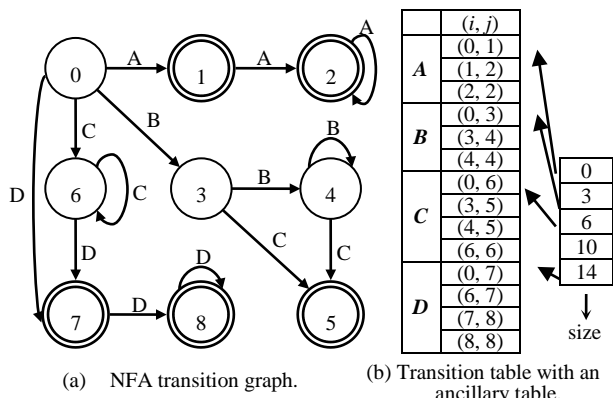 A
0
A
1
A
2
B
C
D
6
C
3
B
B
4
D
C
C
D
7
D
8
5
(a) NFA transition graph.
(i, j)
A
(0, 1)
(1, 2)
(2, 2)
B
(0, 3)
(3, 4)
(4, 4)
C
(0, 6)
(3, 5)
(4, 5)
(6, 6)
D
(0, 7)
(6, 7)
(7, 8)
(8, 8)
0
3
6
10
14
size
(b) Transition table with an
ancillary table.